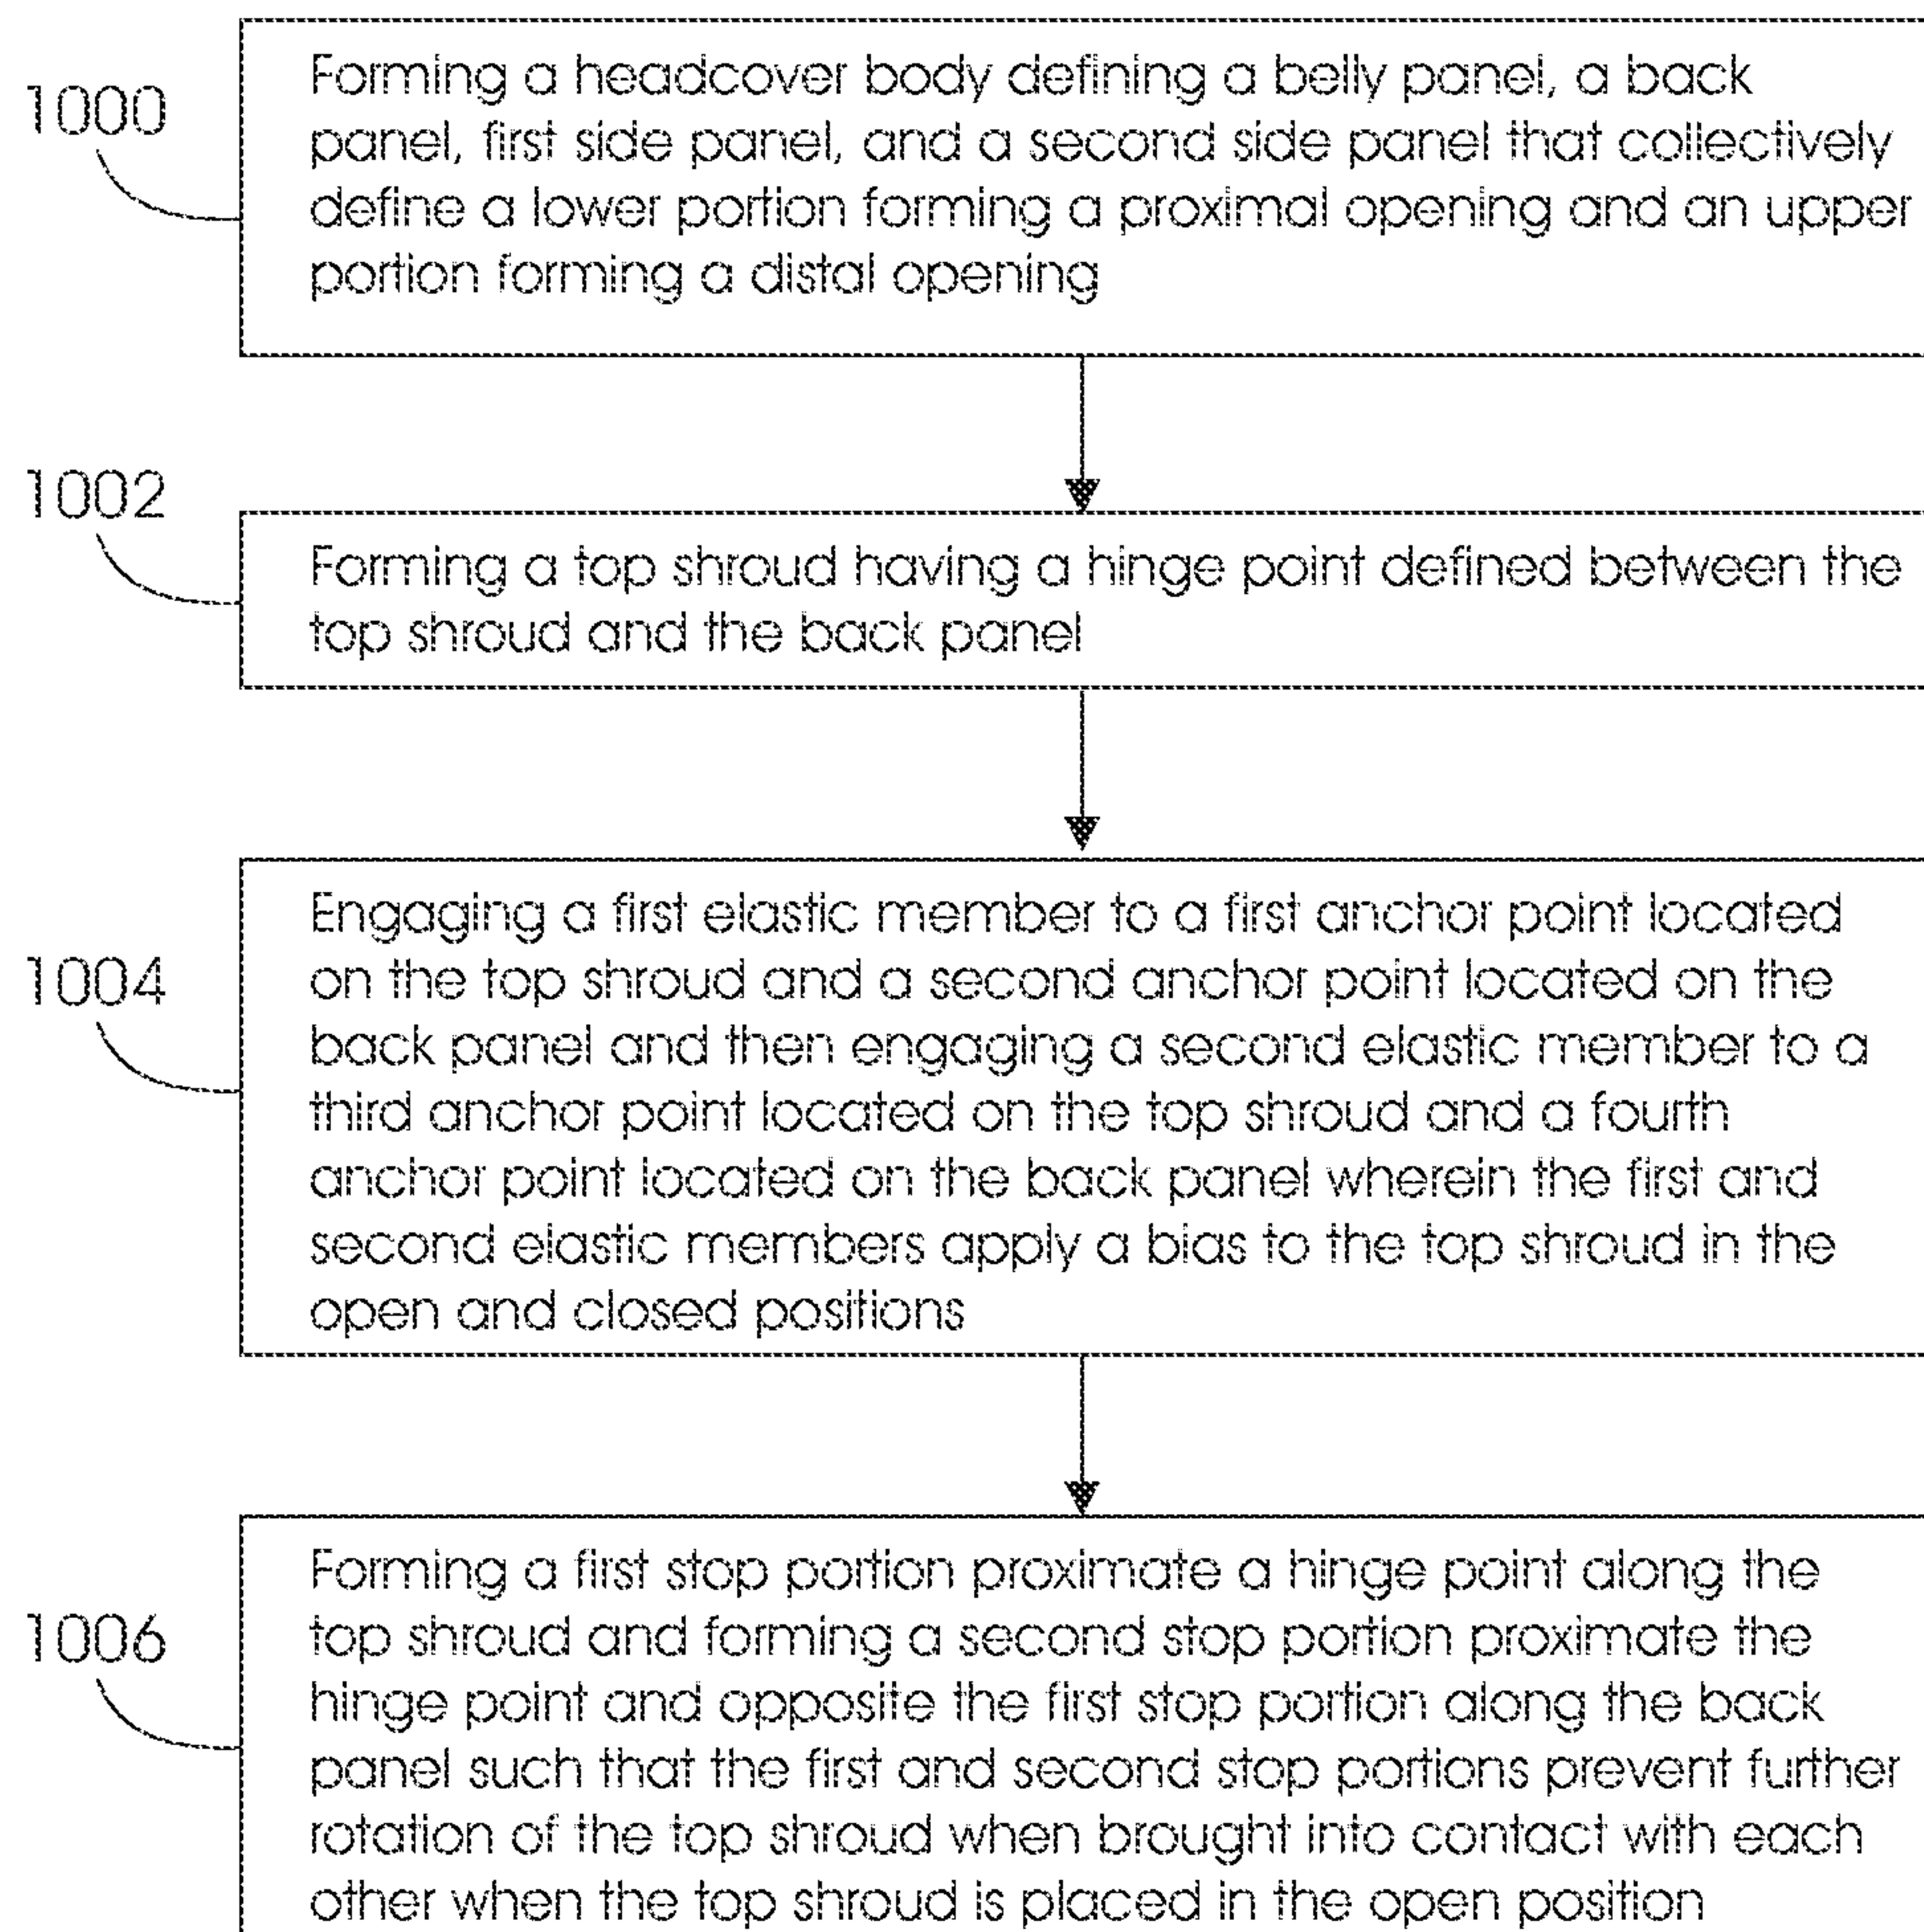 1000
Forming a headcover body defining a belly panel, a back
panel, first side panel, and a second side panel that collectively
define a lower portion forming a proximal opening and an upper
portion forming a distal opening
1002
Forming a top shroud having a hinge point defined between the
top shroud and the back panel
1004
Engaging a first elastic member to a first anchor point located
on the top shroud and a second anchor point located on the
back panel and then engaging a second elastic member to a
third anchor point located on the top shroud and a fourth
anchor point located on the back panel wherein the first and
second elastic members apply a bias to the top shroud in the
open and closed positions
1006
Forming a first stop portion proximate a hinge point along the
top shroud and forming a second stop portion proximate the
hinge point and opposite the first stop portion along the back
panel such that the first and second stop portions prevent further
rotation of the top shroud when brought into contact with each
other when the top shroud is placed in the open position